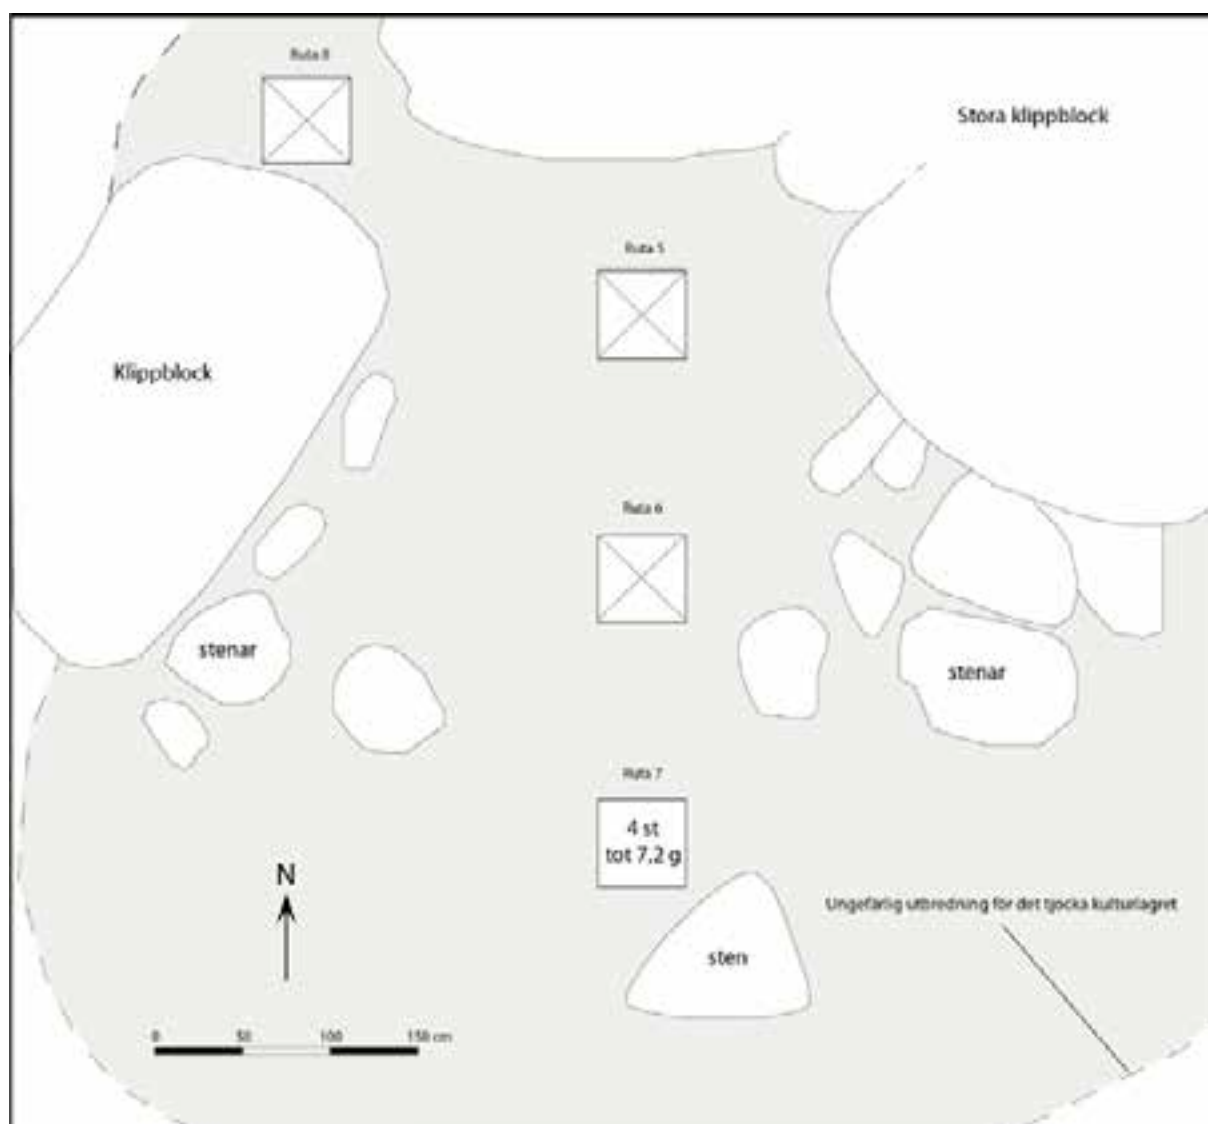 Ruta 8
Stora klippblock
Ruta 5
Klippblock
Ruta 6
stenar
stenar
Ruta 7
4 st
tot 7,2 g
N
Ungefärlig utbredning för det tjocka kulturlagret
sten
0 50 100 150 cm